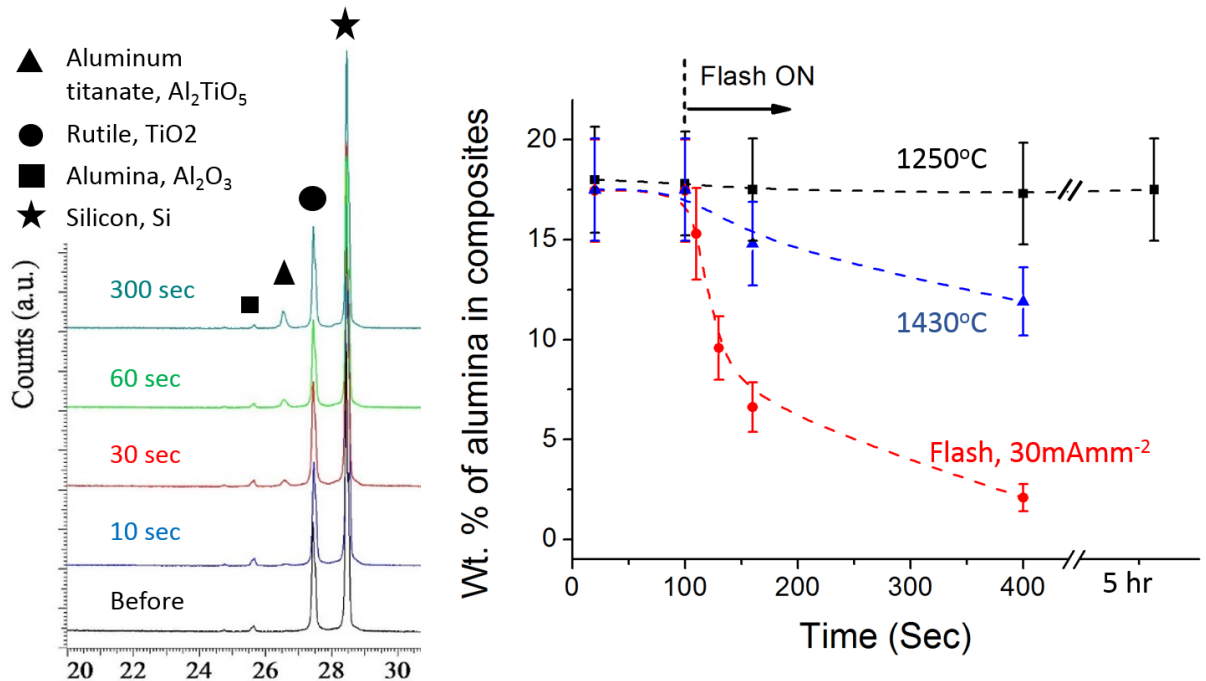 Aluminum
titanate, Al₂TiO₅
Rutile, TiO2
Alumina, Al₂O₃
Silicon, Si
Counts (a.u.)
300 sec
60 sec
30 sec
10 sec
Before
20 22 24 26 28 30
Flash ON
Wt. % of alumina in composites
20
15
10
5
0
1250°C
1430°C
Flash, 30mAmm⁻²
0 100 200 300 400 5 hr
Time (Sec)